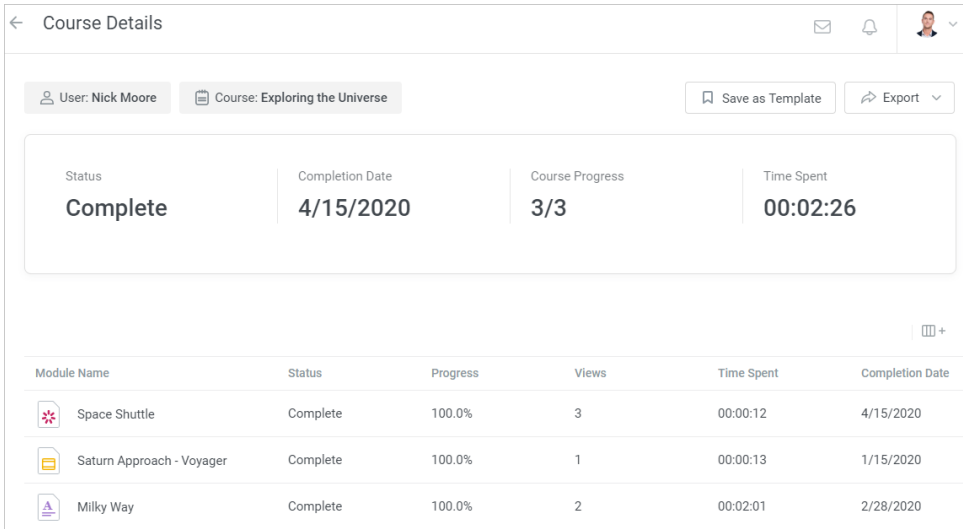 Course Details
User: Nick Moore Course: Exploring the Universe Save as Template Export
Status Completion Date Course Progress Time Spent
Complete 4/15/2020 3/3 00:02:26
Module Name Status Progress Views Time Spent Completion Date
Space Shuttle Complete 100.0% 3 00:00:12 4/15/2020
Saturn Approach - Voyager Complete 100.0% 1 00:00:13 1/15/2020
A Milky Way Complete 100.0% 2 00:02:01 2/28/2020